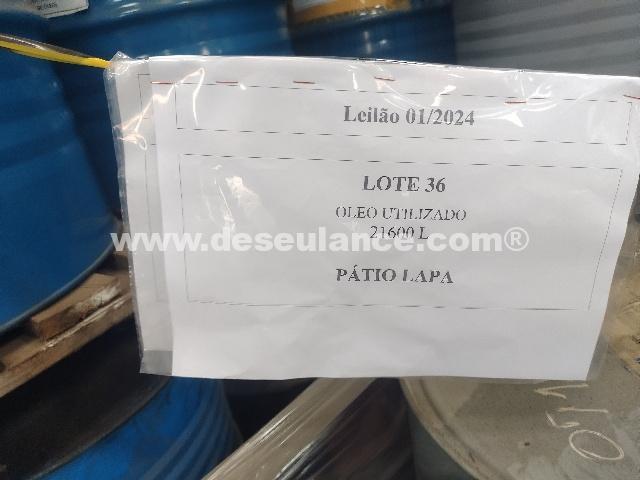 Leilão 01/2024
LOTE 36
OLEO UTILIZADO
21600 L
www.deseulance.com®
PÁTIO LAPA